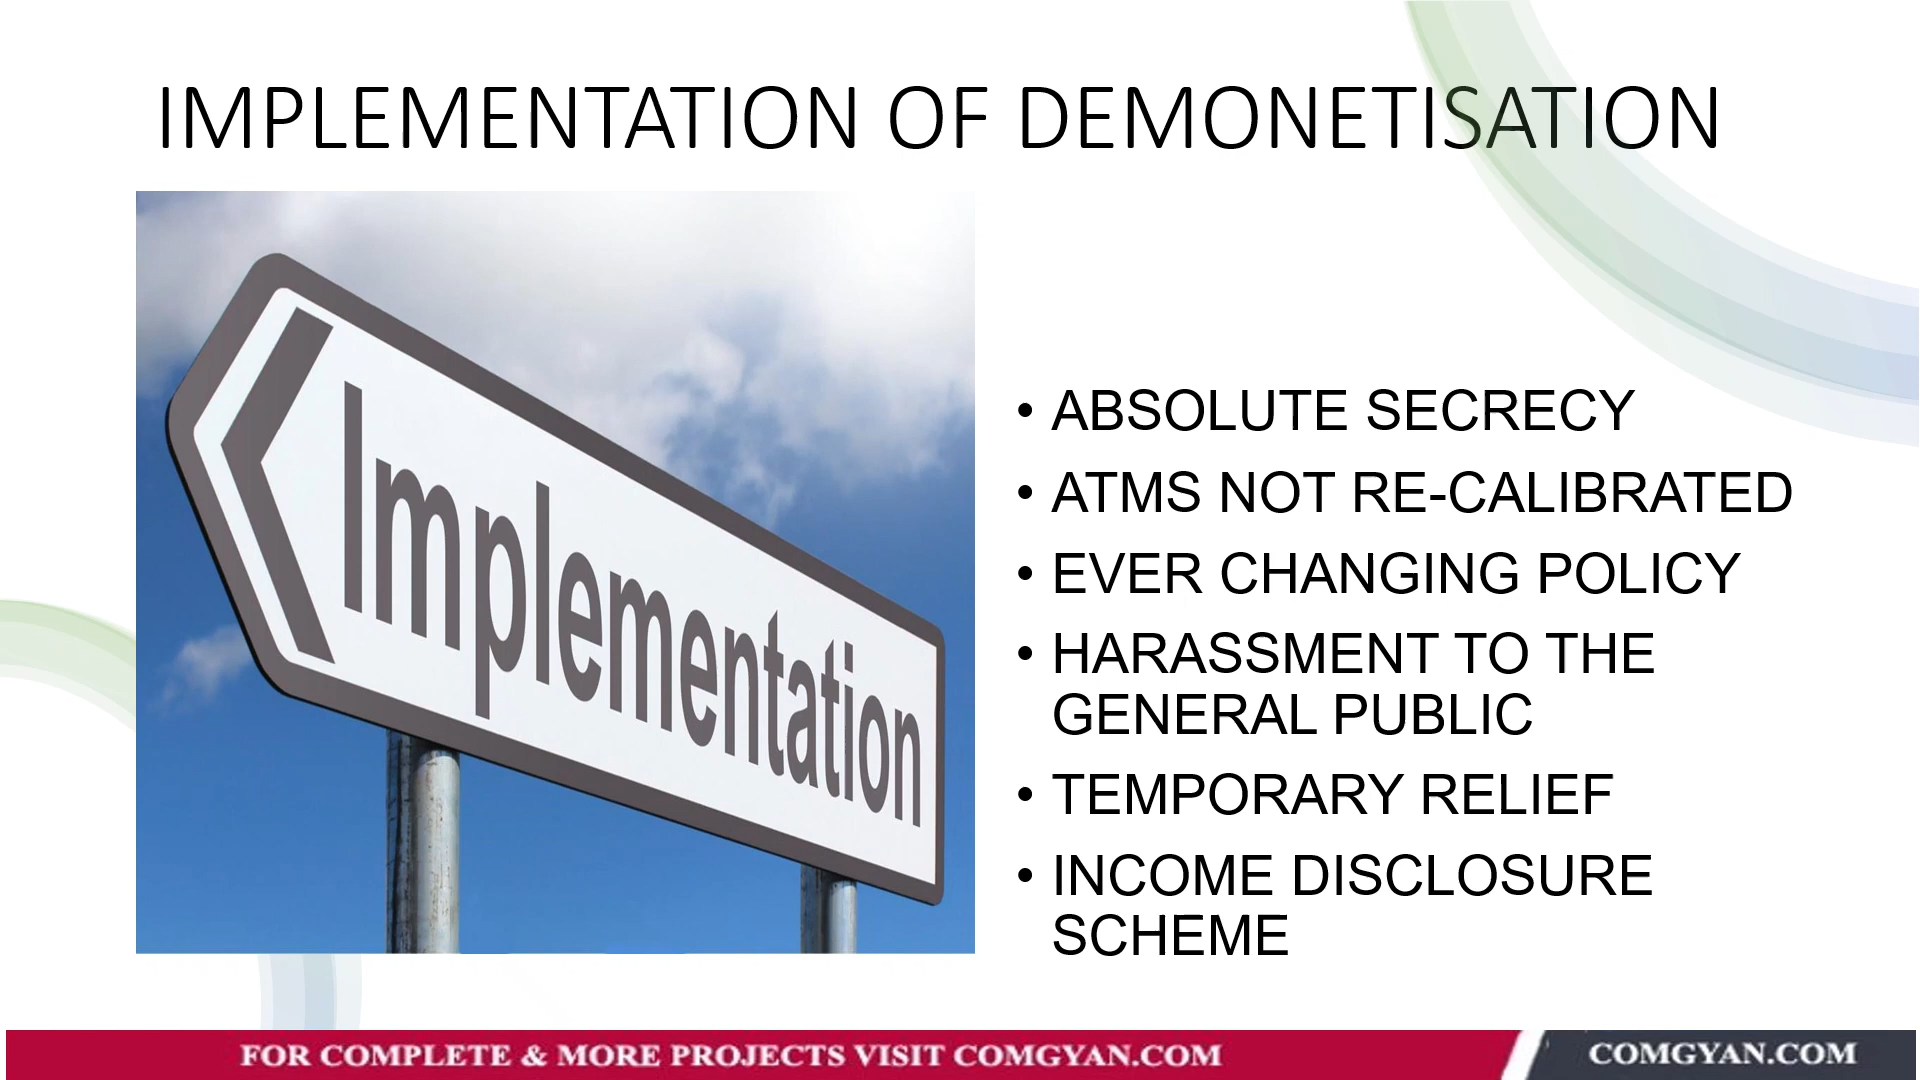 IMPLEMENTATION OF DEMONETISATION
Implementation
• ABSOLUTE SECRECY
• ATMS NOT RE-CALIBRATED
• EVER CHANGING POLICY
• HARASSMENT TO THE
GENERAL PUBLIC
• TEMPORARY RELIEF
• INCOME DISCLOSURE
SCHEME
FOR COMPLETE & MORE PROJECTS VISIT COMGYAN.COM
COMGYAN.COM